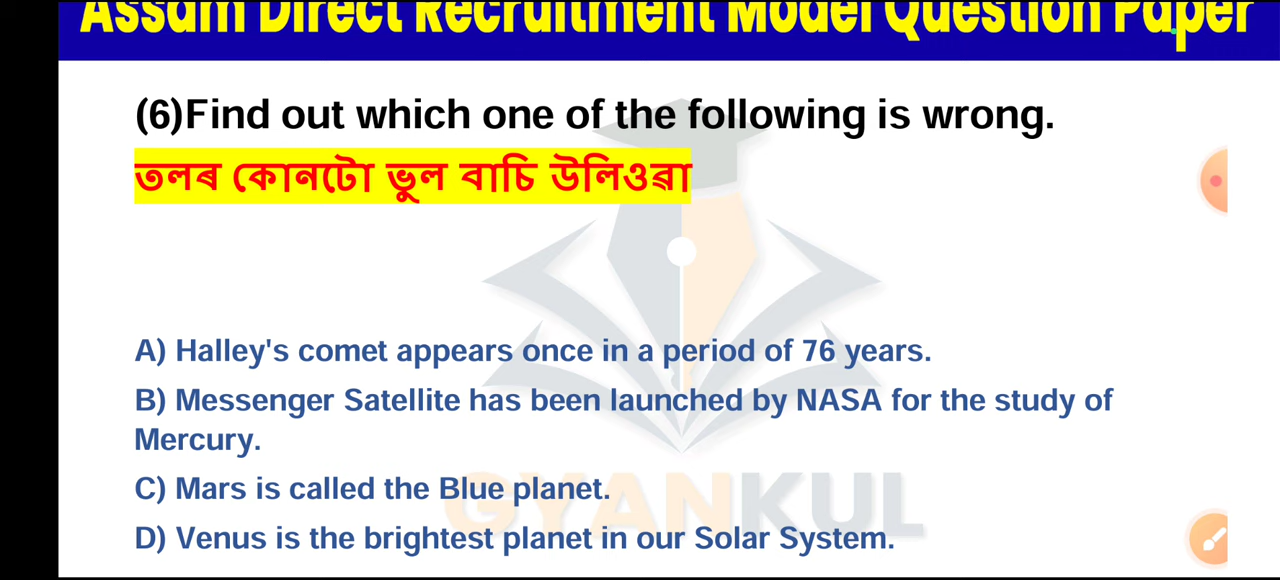 Assam Direct Recruitment Model Question Paper
(6)Find out which one of the following is wrong.
তলৰ কোনটো ভুল বাচি উলিওৱা
A) Halley's comet appears once in a period of 76 years.
B) Messenger Satellite has been launched by NASA for the study of
Mercury.
C) Mars is called the Blue planet.
D) Venus is the brightest planet in our Solar System.
GYANKUL